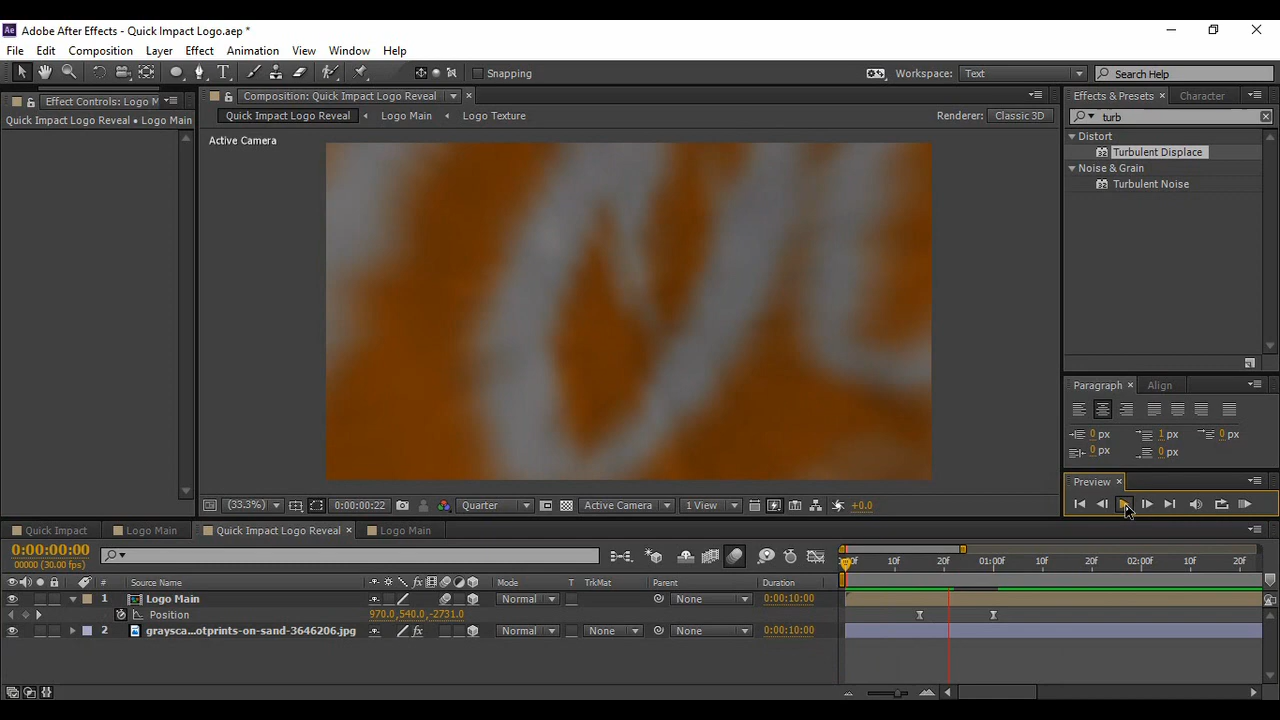 Adobe After Effects - Quick Impact Logo.aep *
File Edit Composition Layer Effect Animation View Window Help
Snapping Workspace: Text Search Help
Effect Controls: Logo M
Composition: Quick Impact Logo Reveal
Effects & Presets Character
Quick Impact Logo Reveal • Logo Main
Quick Impact Logo Reveal Logo Main Logo Texture Renderer: Classic 3D
turb
Active Camera
Distort
Turbulent Displace
Noise & Grain
Turbulent Noise
Paragraph Align
0 px 1 px 0 px
0 px 0 px
Preview
(33.3%) 0:00:00:22 Quarter Active Camera 1 View +0.0
Quick Impact Logo Main Quick Impact Logo Reveal Logo Main
0:00:00:00
00000 (30.00 fps)
10f 20f 01:00f 10f 20f 02:00f 10f 20f
# Source Name Mode T TrkMat Parent Duration
1 Logo Main Normal None 0:00:10:00
Position 970.0,540.0,-2731.0
2 graysca...otprints-on-sand-3646206.jpg Normal None None 0:00:10:00